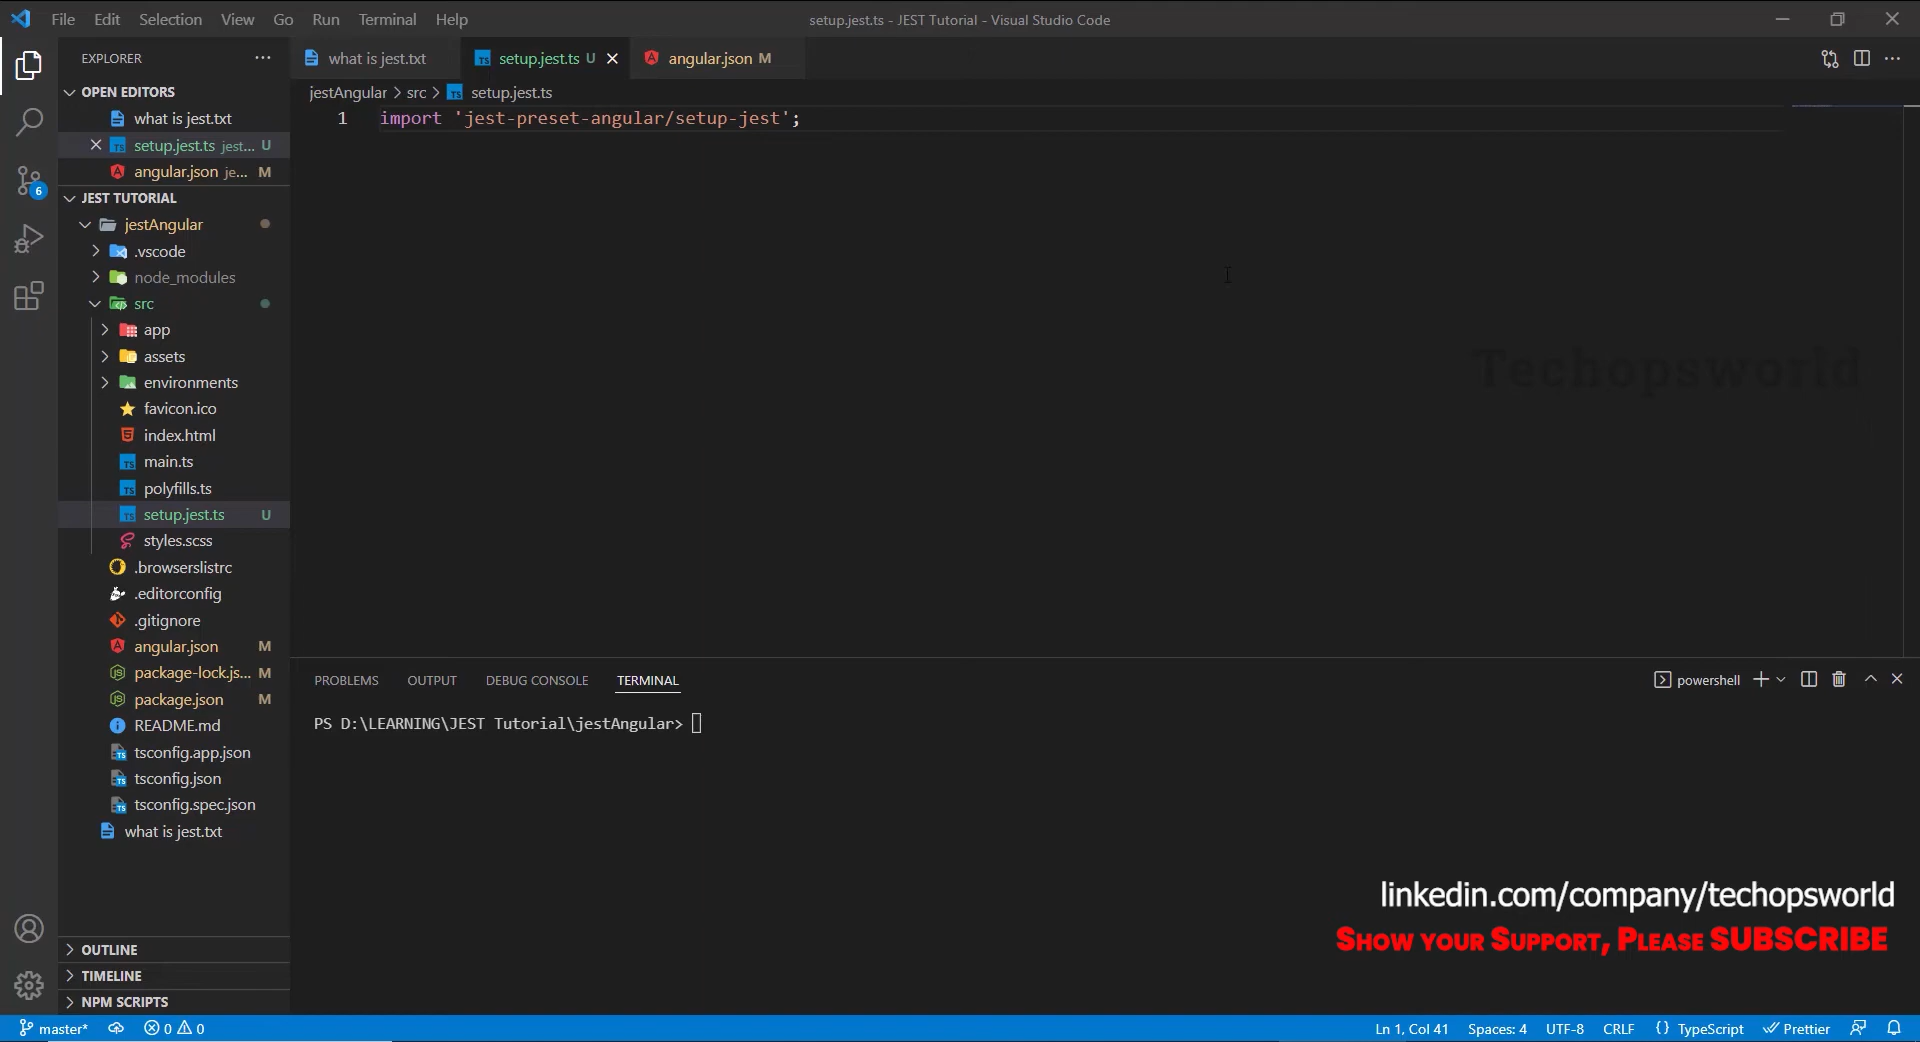 File Edit Selection View Go Run Terminal Help
setup.jest.ts - JEST Tutorial - Visual Studio Code
EXPLORER
what is jest.txt
setup.jest.ts U
angular.json M
OPEN EDITORS
what is jest.txt
setup.jest.ts jest... U
angular.json je... M
jestAngular > src > setup.jest.ts
1 import 'jest-preset-angular/setup-jest';
JEST TUTORIAL
jestAngular
.vscode
node_modules
src
app
assets
environments
favicon.ico
index.html
main.ts
polyfills.ts
setup.jest.ts U
styles.scss
.browserslistrc
.editorconfig
.gitignore
angular.json M
package-lock.js... M
package.json M
README.md
tsconfig.app.json
tsconfig.json
tsconfig.spec.json
what is jest.txt
OUTLINE
TIMELINE
NPM SCRIPTS
6
Techopsworld
PROBLEMS OUTPUT DEBUG CONSOLE TERMINAL
powershell
PS D:\LEARNING\JEST Tutorial\jestAngular>
linkedin.com/company/techopsworld
Show your Support, Please SUBSCRIBE
master* 0 0
Ln 1, Col 41 Spaces: 4 UTF-8 CRLF {} TypeScript Prettier